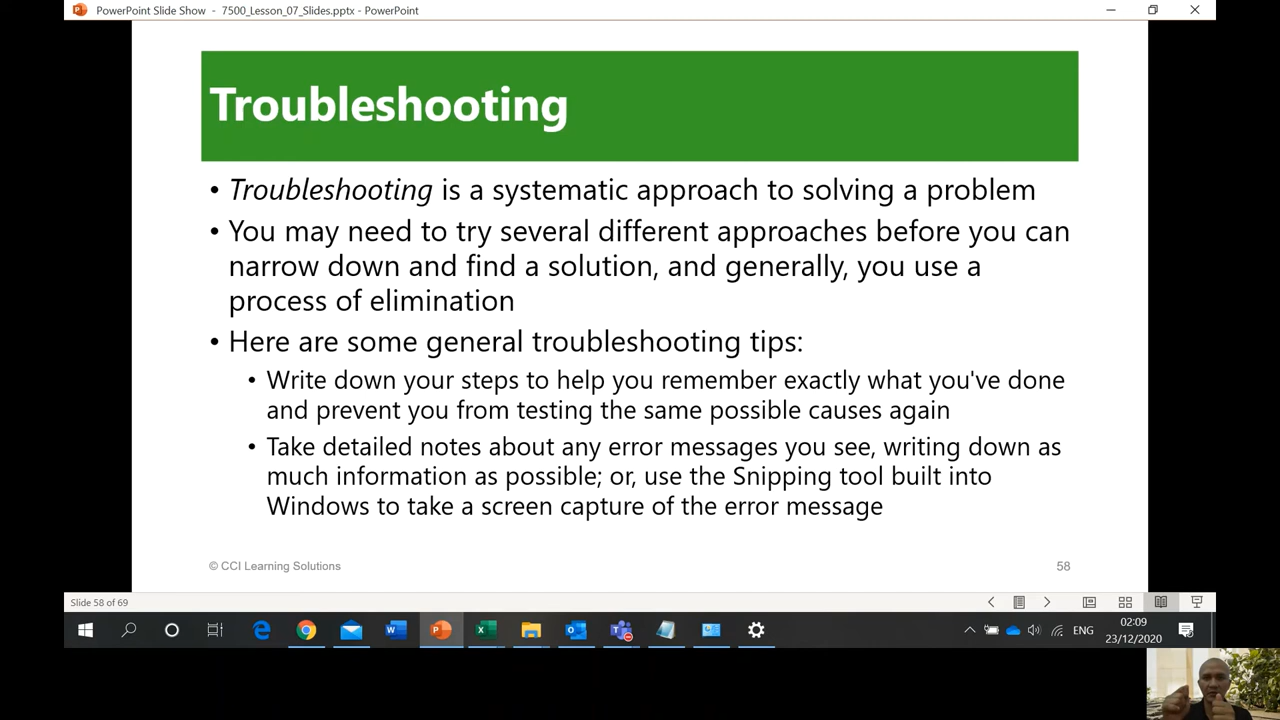 PowerPoint Slide Show - 7500_Lesson_07_Slides.pptx - PowerPoint
Troubleshooting
• Troubleshooting is a systematic approach to solving a problem
• You may need to try several different approaches before you can
narrow down and find a solution, and generally, you use a
process of elimination
• Here are some general troubleshooting tips:
• Write down your steps to help you remember exactly what you've done
and prevent you from testing the same possible causes again
• Take detailed notes about any error messages you see, writing down as
much information as possible; or, use the Snipping tool built into
Windows to take a screen capture of the error message
© CCI Learning Solutions
58
Slide 58 of 69
ENG
02:09
23/12/2020